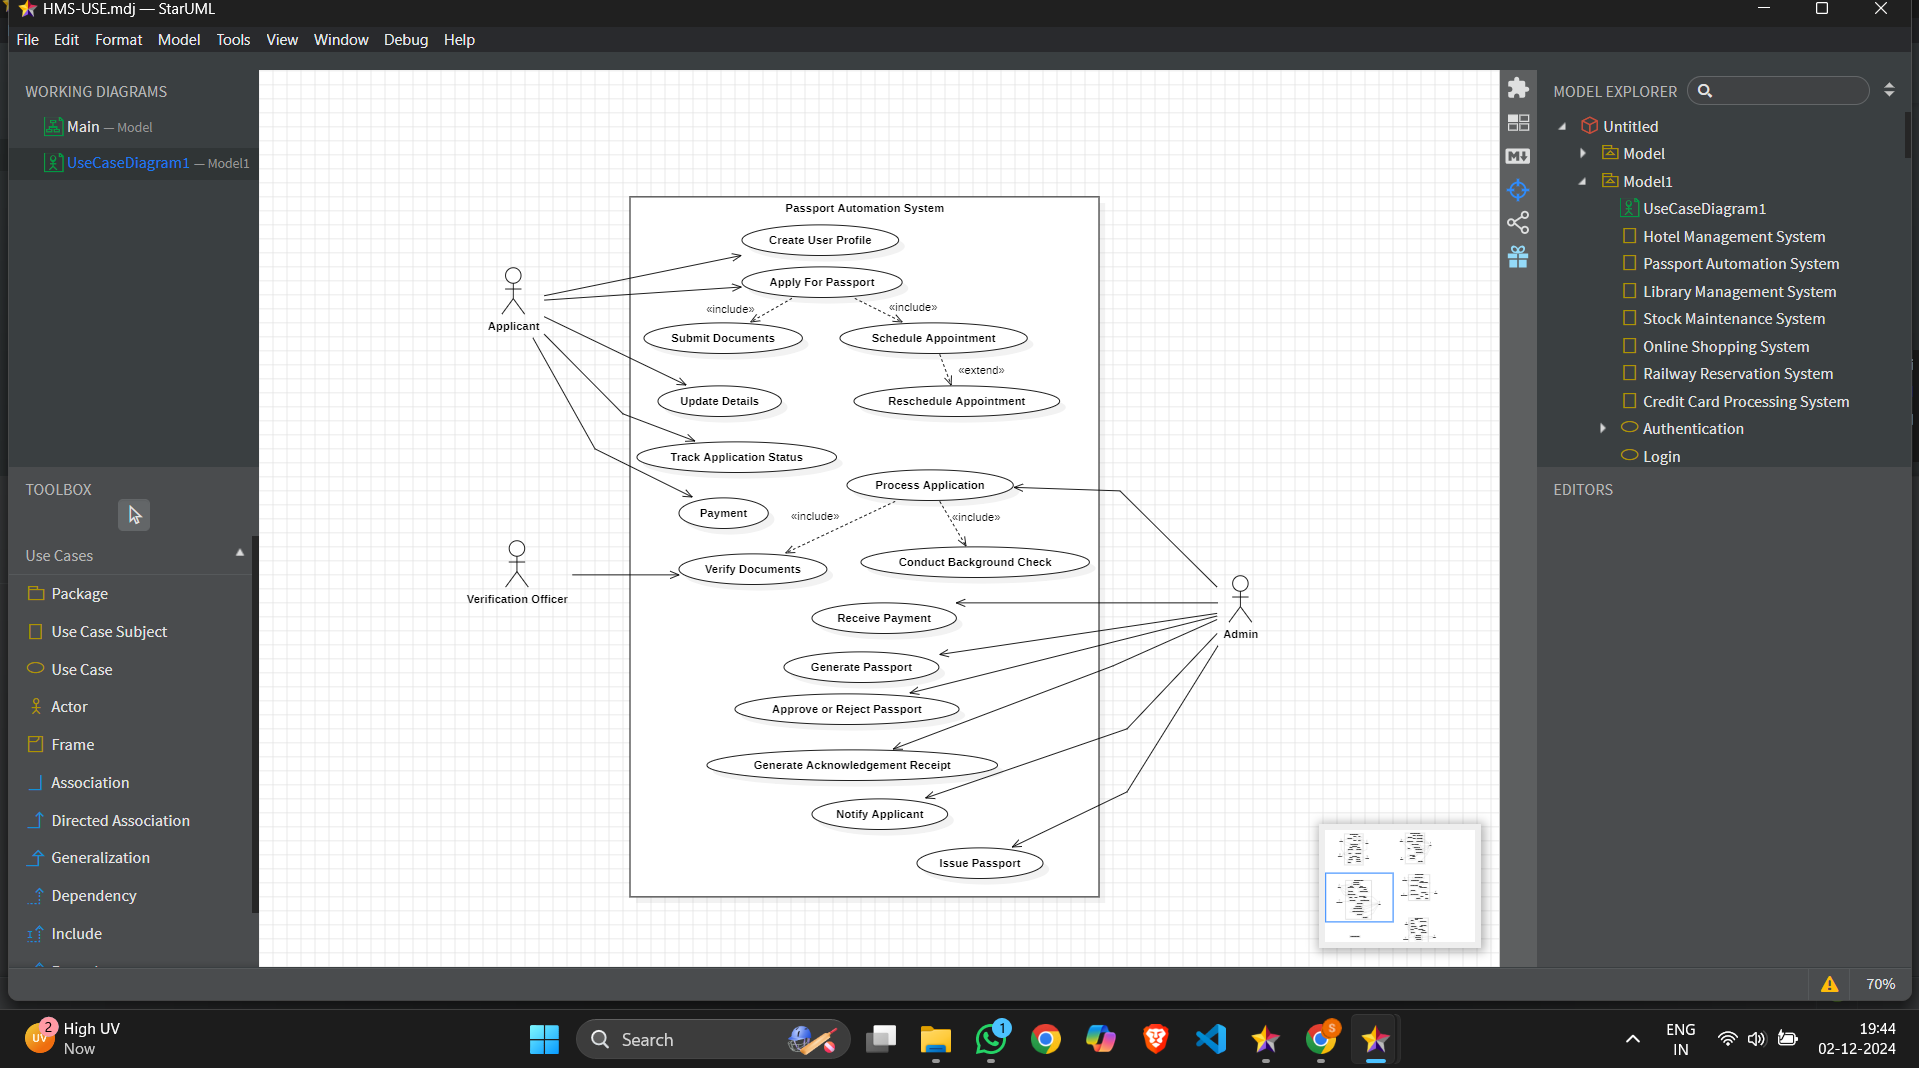 HMS-USE.mdj — StarUML
File Edit Format Model Tools View Window Debug Help
WORKING DIAGRAMS
Main — Model
UseCaseDiagram1 — Model1
TOOLBOX
Use Cases
Package
Use Case Subject
Use Case
Actor
Frame
Association
Directed Association
Generalization
Dependency
Include
Passport Automation System
Create User Profile
Apply For Passport
«include»
«include»
Applicant
Submit Documents
Schedule Appointment
«extend»
Update Details
Reschedule Appointment
Track Application Status
Process Application
Payment
«include»
«include»
Verify Documents
Conduct Background Check
Verification Officer
Receive Payment
Admin
Generate Passport
Approve or Reject Passport
Generate Acknowledgement Receipt
Notify Applicant
Issue Passport
MODEL EXPLORER
Untitled
Model
Model1
UseCaseDiagram1
Hotel Management System
Passport Automation System
Library Management System
Stock Maintenance System
Online Shopping System
Railway Reservation System
Credit Card Processing System
Authentication
Login
EDITORS
70%
2
UV
High UV
Now
Search
1
S
ENG
IN
19:44
02-12-2024